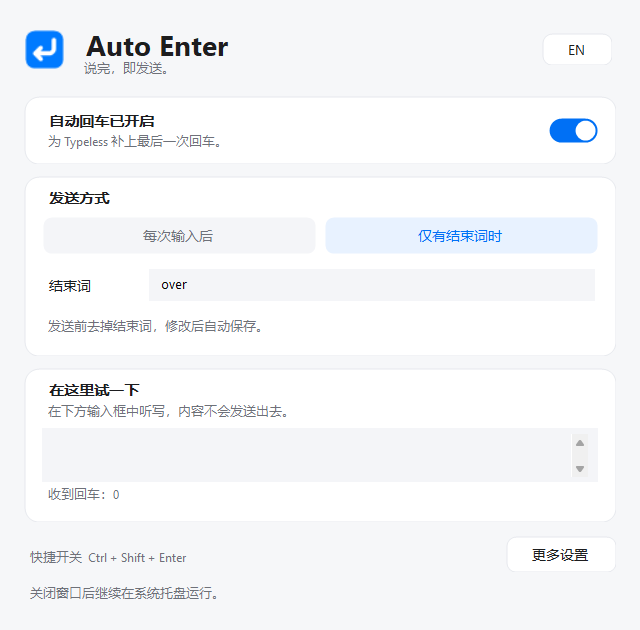 Auto Enter
说完，即发送。
EN
自动回车已开启
为 Typeless 补上最后一次回车。
发送方式
每次输入后
仅有结束词时
结束词
over
发送前去掉结束词，修改后自动保存。
在这里试一下
在下方输入框中听写，内容不会发送出去。
收到回车：0
快捷开关 Ctrl + Shift + Enter
更多设置
关闭窗口后继续在系统托盘运行。